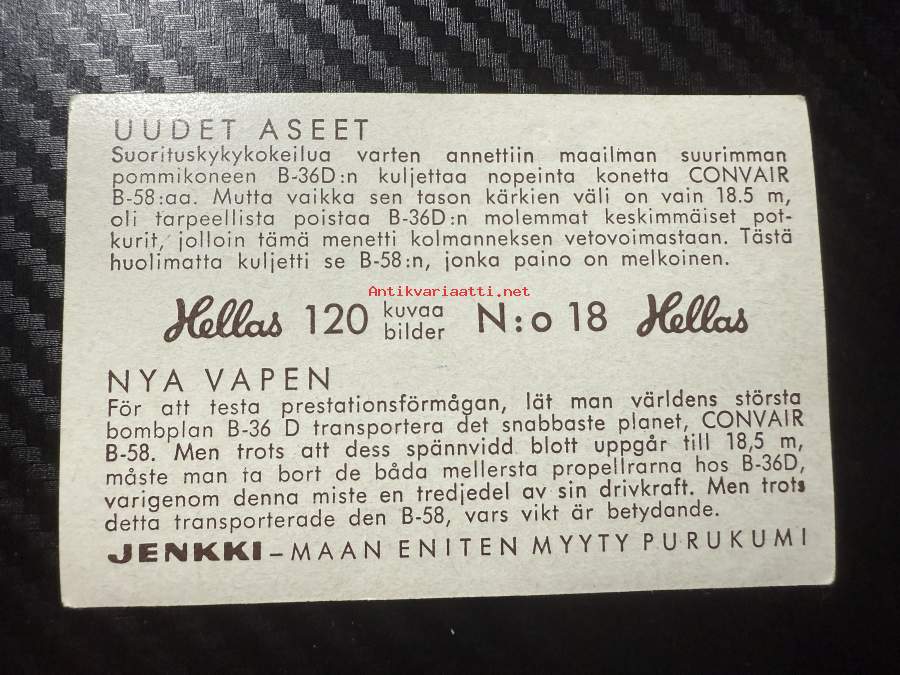 UUDET ASEET
Suorituskykykokeilua varten annettiin maailman suurimman
pommikoneen B-36D:n kuljettaa nopeinta konetta CONVAIR
B-58:aa. Mutta vaikka sen tason kärkien väli on vain 18.5 m,
oli tarpeellista poistaa B-36D:n molemmat keskimmäiset pot-
kurit, jolloin tämä menetti kolmanneksen vetovoimastaan. Tästä
huolimatta kuljetti se B-58:n, jonka paino on melkoinen.
Antikvariaatti.net
Hellas 120 kuvaa bilder N:o 18 Hellas
NYA VAPEN
För att testa prestationsförmågan, lät man världens största
bombplan B-36 D transportera det snabbaste planet, CONVAIR
B-58. Men trots att dess spännvidd blott uppgår till 18,5 m,
måste man ta bort de båda mellersta propellrarna hos B-36D,
varigenom denna miste en tredjedel av sin drivkraft. Men trots
detta transporterade den B-58, vars vikt är betydande.
JENKKI – MAAN ENITEN MYYTY PURUKUMI